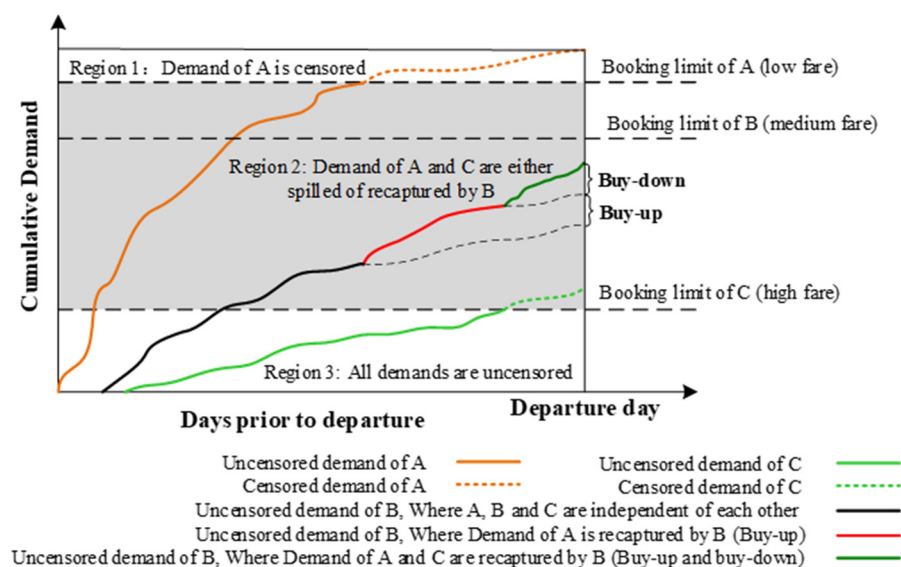 Region 1： Demand of A is censored
Booking limit of A (low fare)
Booking limit of B (medium fare)
Region 2: Demand of A and C are either
spilled of recaptured by B
Buy-down
Buy-up
Cumulative Demand
Booking limit of C (high fare)
Region 3: All demands are uncensored
Days prior to departure
Departure day
Uncensored demand of A
Uncensored demand of C
Censored demand of A
Censored demand of C
Uncensored demand of B, Where A, B and C are independent of each other
Uncensored demand of B, Where Demand of A is recaptured by B (Buy-up)
Uncensored demand of B, Where Demand of A and C are recaptured by B (Buy-up and buy-down)